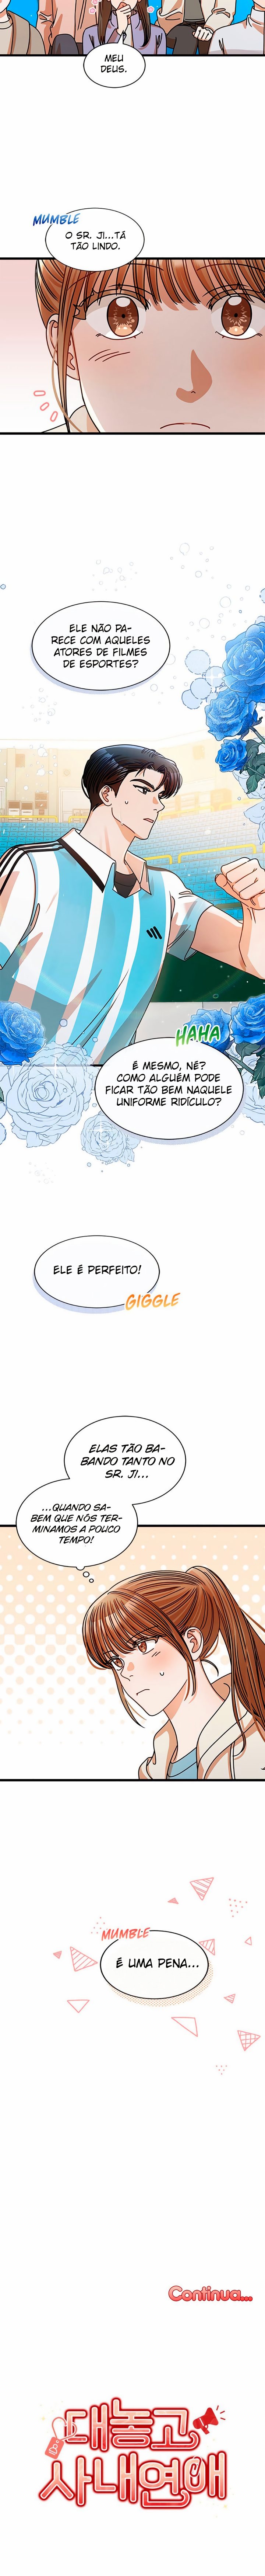 MEU
DEUS.
MUMBLE
O SR. JI...TÁ
TÃO LINDO.
ELE NÃO PA-
RECE COM AQUELES
ATORES DE FILMES
DE ESPORTES?
HAHA
É MESMO, NÉ?
COMO ALGUÉM PODE
FICAR TÃO BEM NAQUELE
UNIFORME RIDÍCULO?
ELE É PERFEITO!
GIGGLE
ELAS TÃO BA-
BANDO TANTO NO
SR. JI...
...QUANDO SA-
BEM QUE NÓS TER-
MINAMOS A POUCO
TEMPO!
MUMBLE
É UMA PENA...
Continua...
대놓고
사내연애